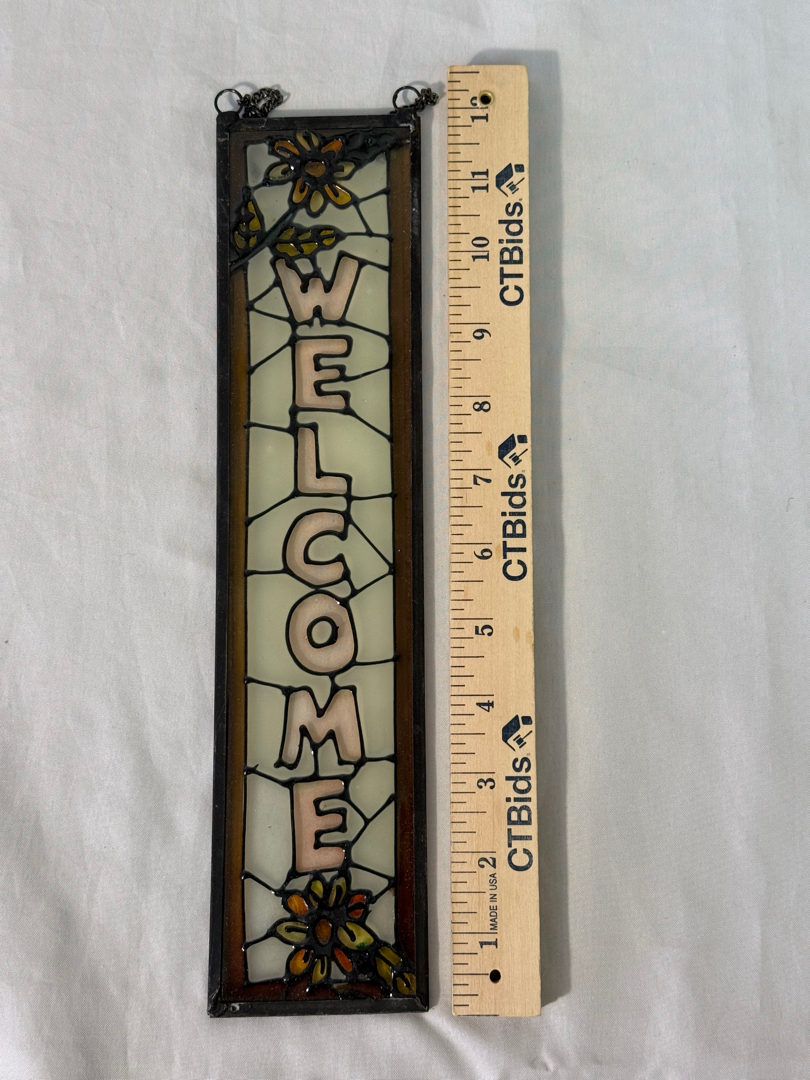 WELCOME
1 2 3 4 5 6 7 8 9 10 11 12
MADE IN USA
CTBids.
CTBids.
CTBids.